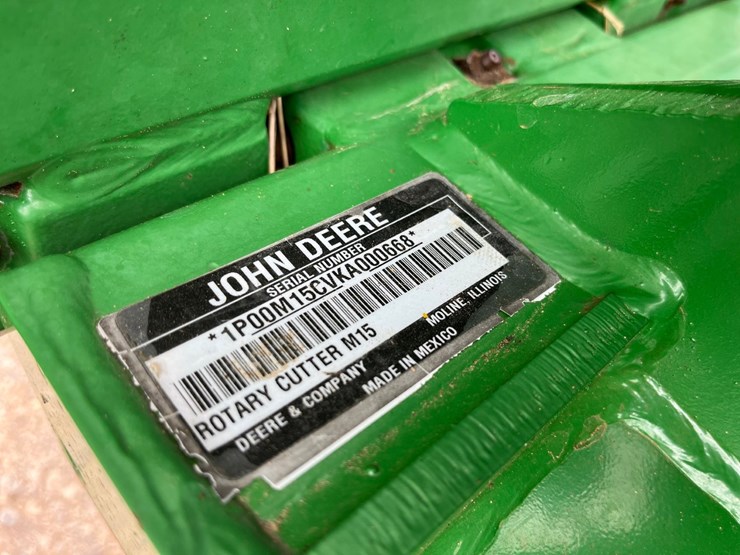 JOHN DEERE
SERIAL NUMBER
*1P00M15CVKA000668*
ROTARY CUTTER M15
DEERE & COMPANY MOLINE, ILLINOIS
MADE IN MEXICO